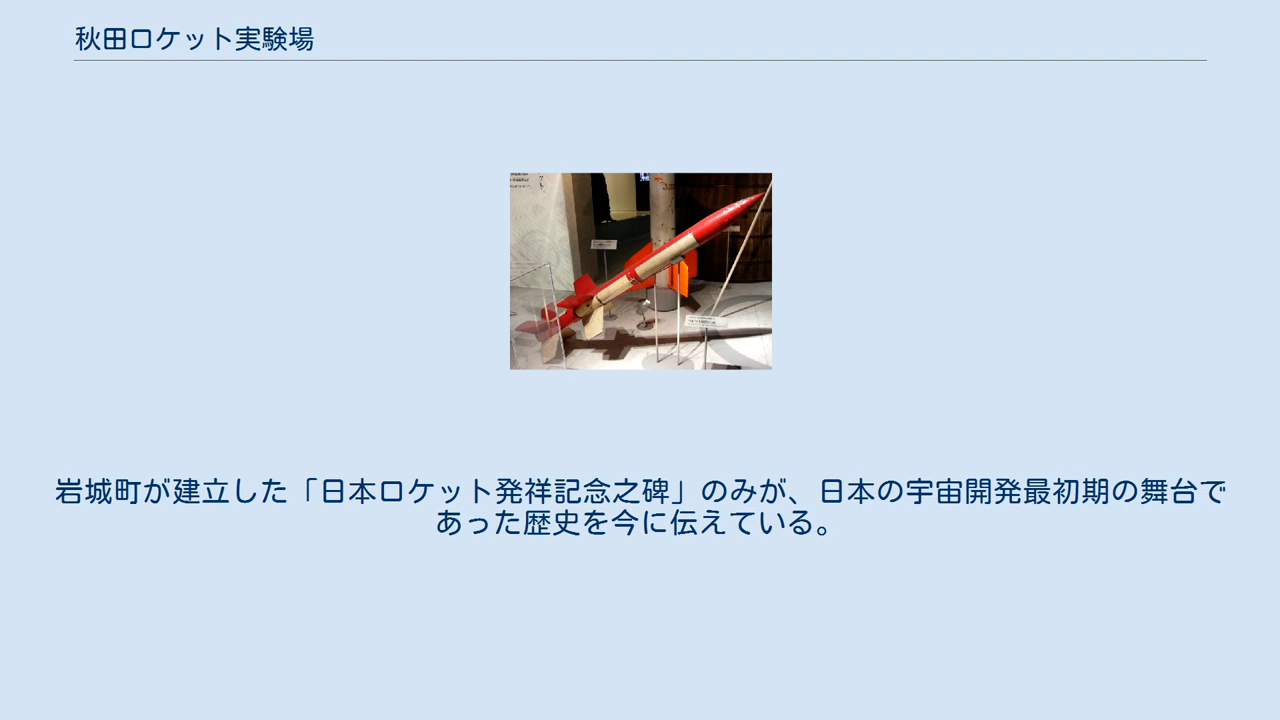 秋田ロケット実験場
岩城町が建立した「日本ロケット発祥記念之碑」のみが、日本の宇宙開発最初期の舞台で
あった歴史を今に伝えている。